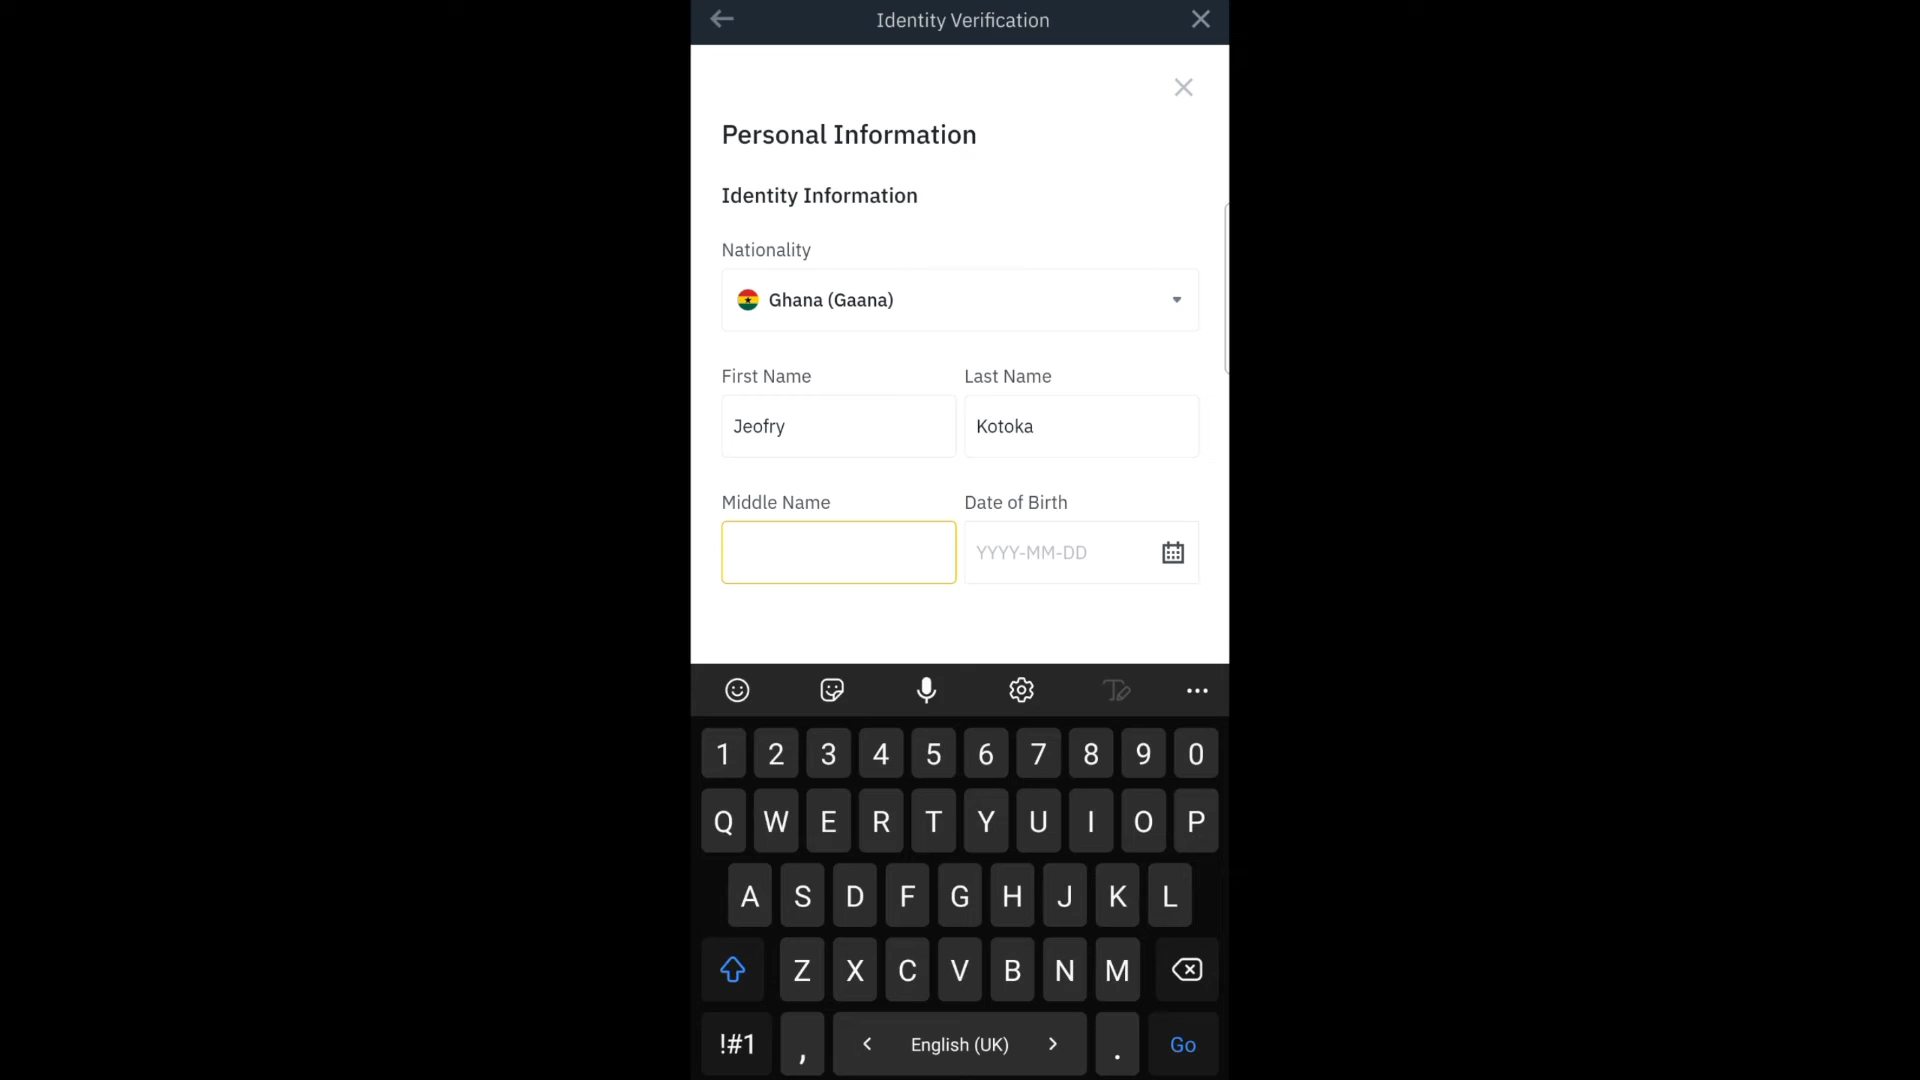 Identity Verification
Personal Information
Identity Information
Nationality
Ghana (Gaana)
First Name Last Name
Jeofry Kotoka
Middle Name Date of Birth
YYYY-MM-DD
1 2 3 4 5 6 7 8 9 0
Q W E R T Y U I O P
A S D F G H J K L
Z X C V B N M
!#1 , < English (UK) > . Go